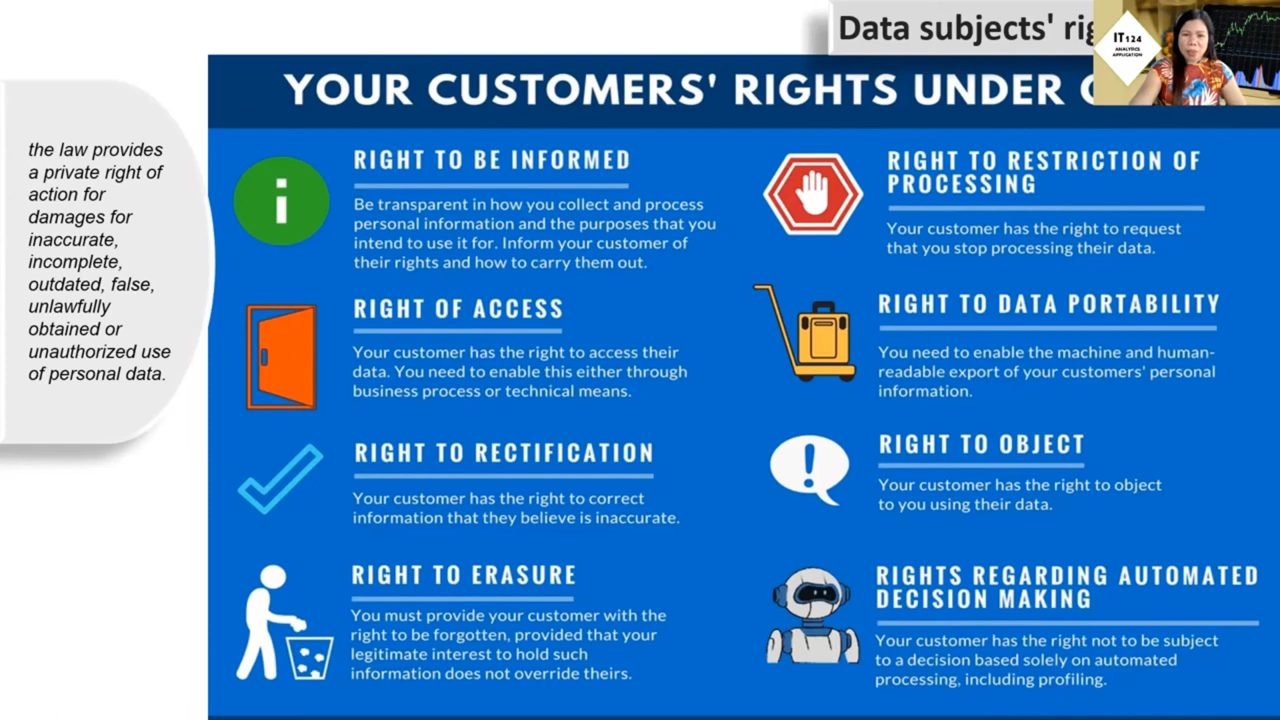 Data subjects'
IT 124
ANALYTICS
APPLICATION
YOUR CUSTOMERS' RIGHTS UNDER
the law provides
a private right of
action for
damages for
inaccurate,
incomplete,
outdated, false,
unlawfully
obtained or
unauthorized use
of personal data.
RIGHT TO BE INFORMED
Be transparent in how you collect and process
personal information and the purposes that you
intend to use it for. Inform your customer of
their rights and how to carry them out.
RIGHT OF ACCESS
Your customer has the right to access their
data. You need to enable this either through
business process or technical means.
RIGHT TO RECTIFICATION
Your customer has the right to correct
information that they believe is inaccurate.
RIGHT TO ERASURE
You must provide your customer with the
right to be forgotten, provided that your
legitimate interest to hold such
information does not override theirs.
RIGHT TO RESTRICTION OF
PROCESSING
Your customer has the right to request
that you stop processing their data.
RIGHT TO DATA PORTABILITY
You need to enable the machine and human-
readable export of your customers' personal
information.
RIGHT TO OBJECT
Your customer has the right to object
to you using their data.
RIGHTS REGARDING AUTOMATED
DECISION MAKING
Your customer has the right not to be subject
to a decision based solely on automated
processing, including profiling.